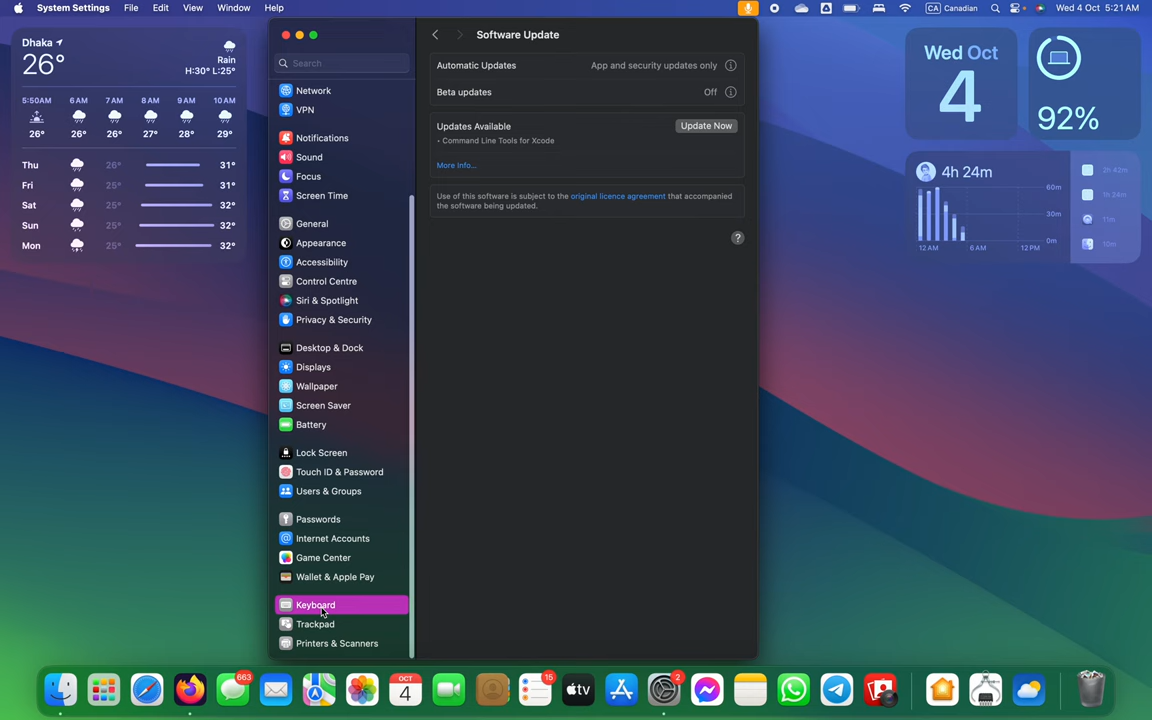 System Settings File Edit View Window Help CA Canadian Wed 4 Oct 5:21 AM
Dhaka
26°
Rain
H:30° L:25°
5:50AM 6 AM 7 AM 8 AM 9 AM 10 AM
26° 26° 26° 27° 28° 29°
Thu 26° 31°
Fri 25° 31°
Sat 25° 32°
Sun 25° 32°
Mon 25° 32°
Search
Network
VPN
Notifications
Sound
Focus
Screen Time
General
Appearance
Accessibility
Control Centre
Siri & Spotlight
Privacy & Security
Desktop & Dock
Displays
Wallpaper
Screen Saver
Battery
Lock Screen
Touch ID & Password
Users & Groups
Passwords
Internet Accounts
Game Center
Wallet & Apple Pay
Keyboard
Trackpad
Printers & Scanners
Software Update
Automatic Updates App and security updates only
Beta updates Off
Updates Available Update Now
• Command Line Tools for Xcode
More Info...
Use of this software is subject to the original licence agreement that accompanied
the software being updated.
?
Wed Oct
4
92%
4h 24m
60m
30m
0m
12 AM 6 AM 12 PM
2h 42m
1h 24m
11m
10m
663
OCT
4
15
tv
2